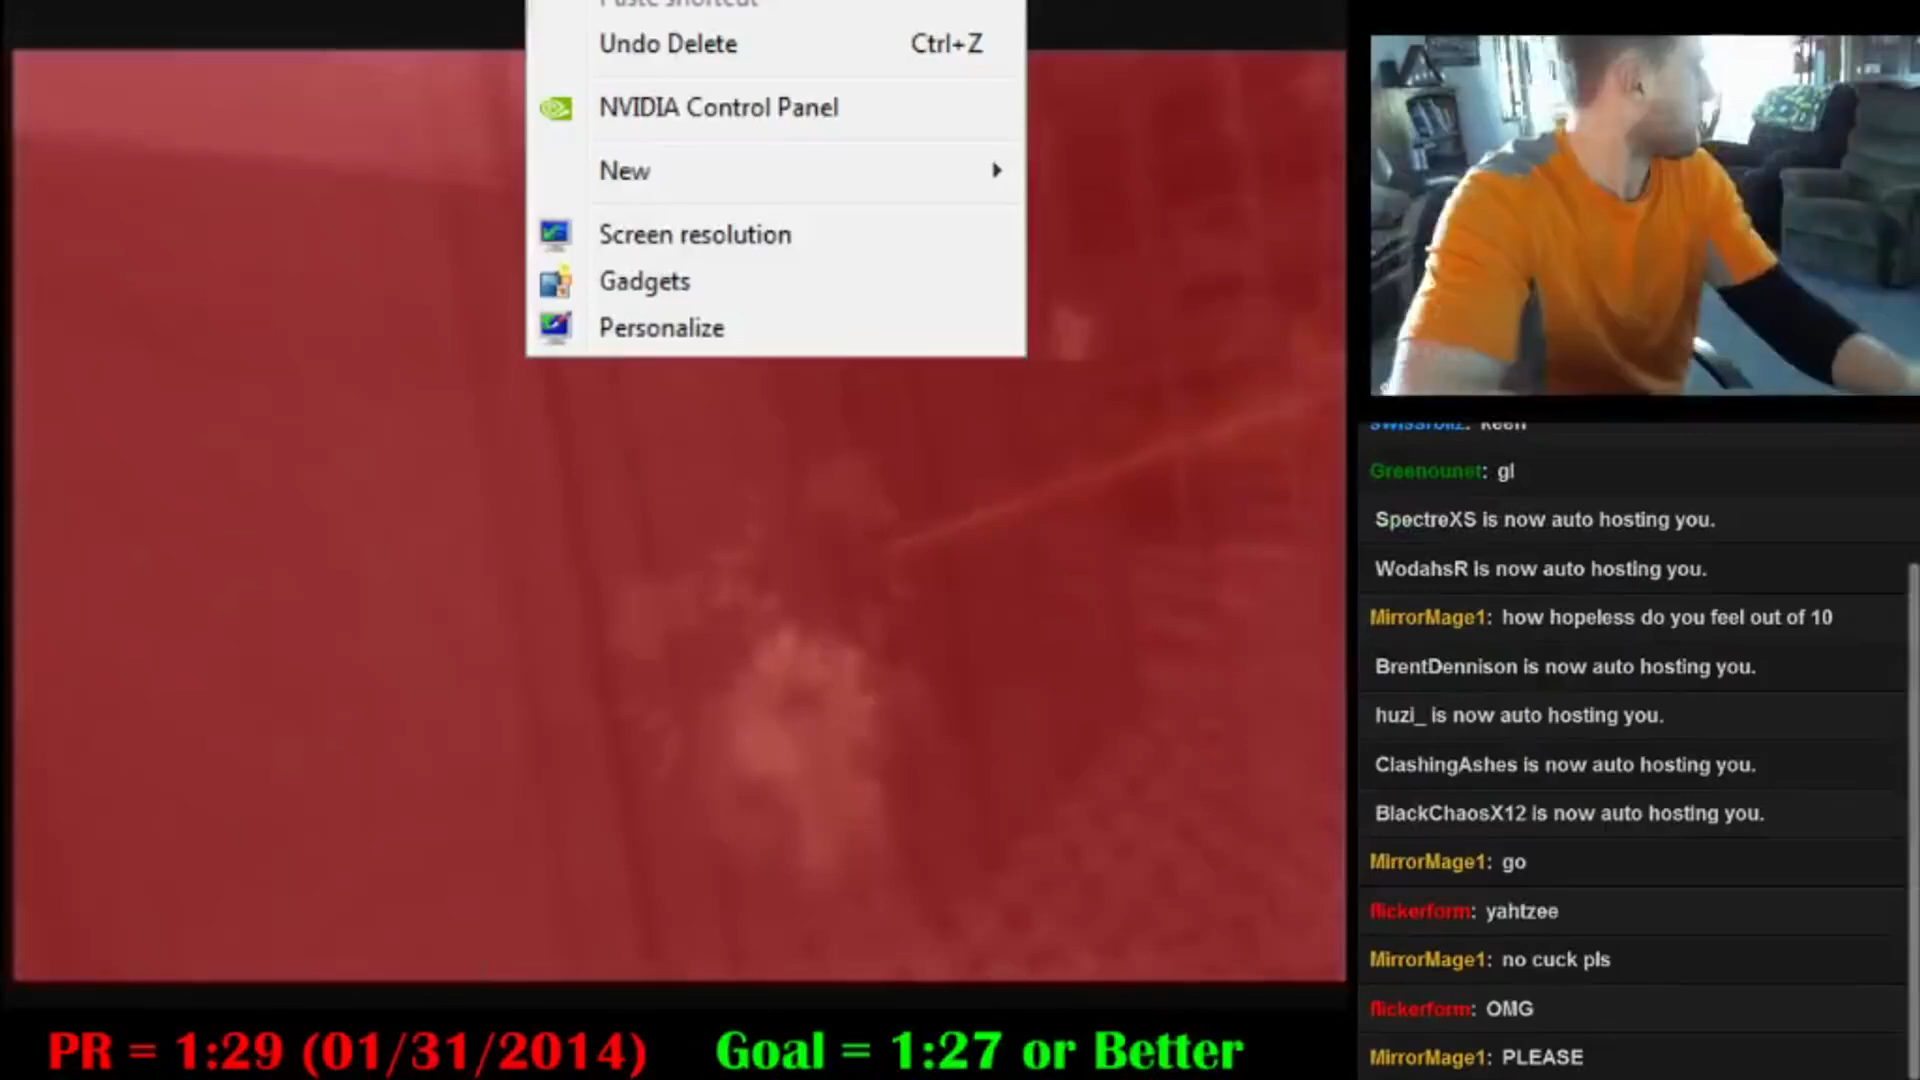 Paste shortcut
Undo Delete Ctrl+Z
NVIDIA Control Panel
New
Screen resolution
Gadgets
Personalize
swissrollz: keen
Greenounet: gl
SpectreXS is now auto hosting you.
WodahsR is now auto hosting you.
MirrorMage1: how hopeless do you feel out of 10
BrentDennison is now auto hosting you.
huzi_ is now auto hosting you.
ClashingAshes is now auto hosting you.
BlackChaosX12 is now auto hosting you.
MirrorMage1: go
flickerform: yahtzee
MirrorMage1: no cuck pls
flickerform: OMG
MirrorMage1: PLEASE
PR = 1:29 (01/31/2014) Goal = 1:27 or Better